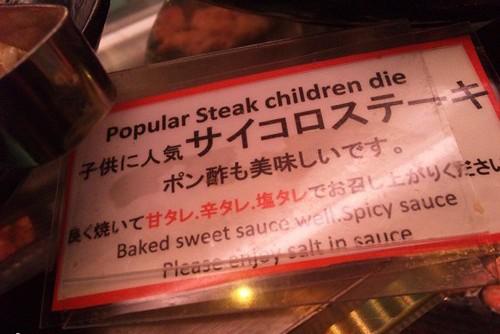 Popular Steak children die
子供に人気サイコロステーキ
ポン酢も美味しいです。
良く焼いて甘タレ.辛タレ.塩タレでお召し上がりください
Baked sweet sauce well.Spicy sauce
Please enjoy salt in sauce